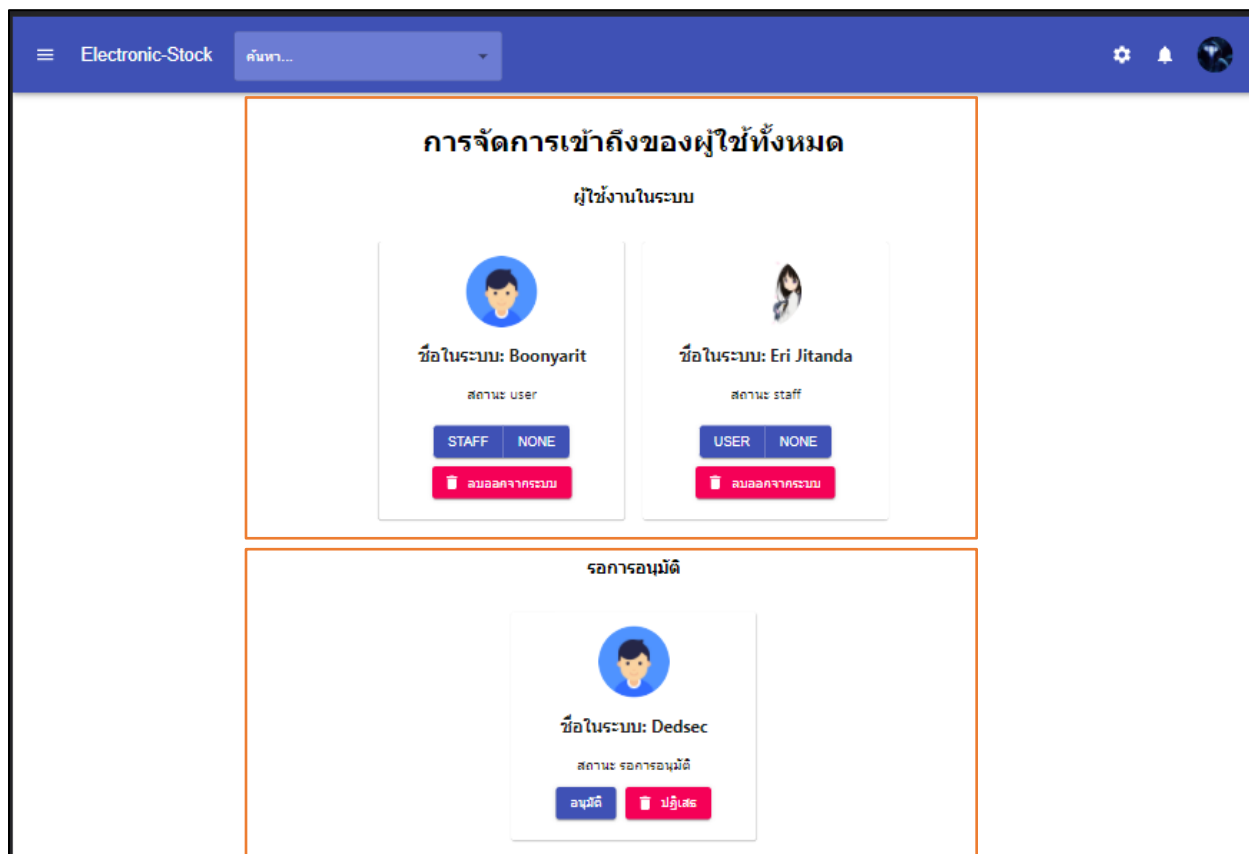 Electronic-Stock
ค้นหา...
การจัดการเข้าถึงของผู้ใช้ทั้งหมด
ผู้ใช้งานในระบบ
ชื่อในระบบ: Boonyarit
สถานะ user
STAFF NONE
ลบออกจากระบบ
ชื่อในระบบ: Eri Jitanda
สถานะ staff
USER NONE
ลบออกจากระบบ
รอการอนุมัติ
ชื่อในระบบ: Dedsec
สถานะ รอการอนุมัติ
อนุมัติ ปฏิเสธ